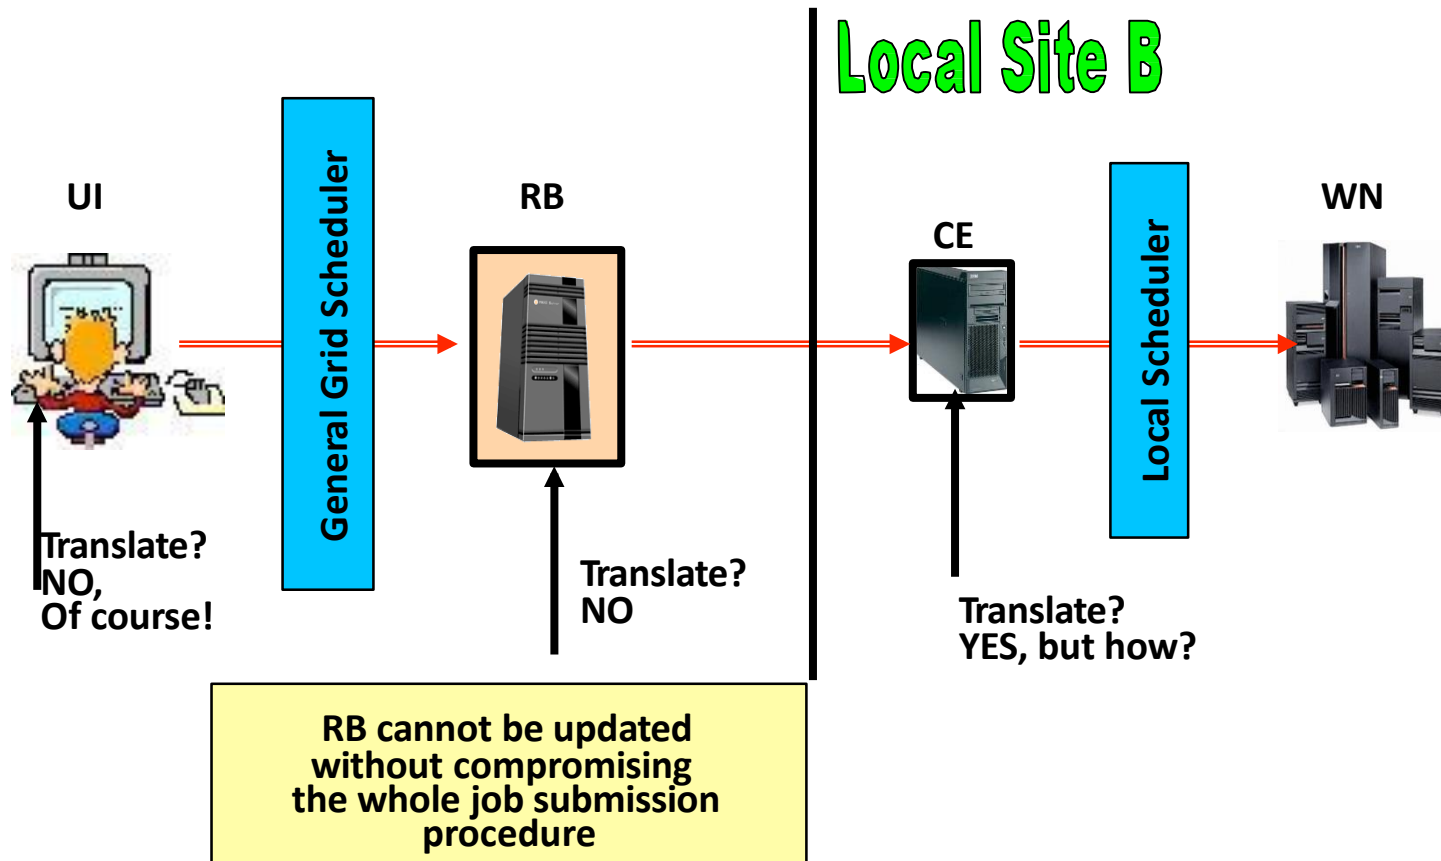 Local Site B
UI
General Grid Scheduler
RB
CE
Local Scheduler
WN
Translate?
NO,
Of course!
Translate?
NO
Translate?
YES, but how?
RB cannot be updated
without compromising
the whole job submission
procedure